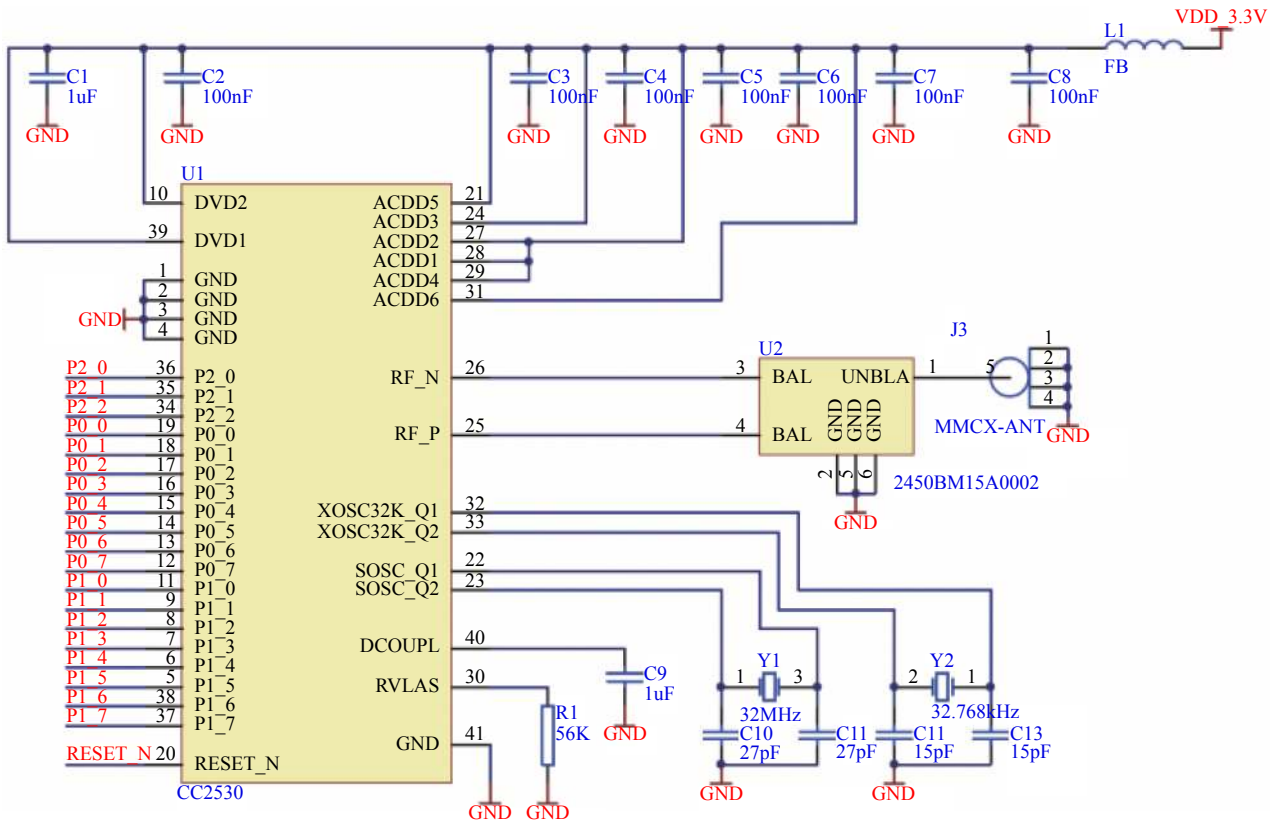 VDD_3.3V
L1
FB
C1
1uF
GND
C2
100nF
GND
C3
100nF
GND
C4
100nF
GND
C5
100nF
GND
C6
100nF
GND
C7
100nF
GND
C8
100nF
GND
U1
10 DVD2
39 DVD1
1 GND
2 GND
3 GND
4 GND
GND
P2_0 36 P2_0
P2_1 35 P2_1
P2_2 34 P2_2
P0_0 19 P0_0
P0_1 18 P0_1
P0_2 17 P0_2
P0_3 16 P0_3
P0_4 15 P0_4
P0_5 14 P0_5
P0_6 13 P0_6
P0_7 12 P0_7
P1_0 11 P1_0
P1_1 9 P1_1
P1_2 8 P1_2
P1_3 7 P1_3
P1_4 6 P1_4
P1_5 5 P1_5
P1_6 38 P1_6
P1_7 37 P1_7
RESET_N 20 RESET_N
CC2530
ACDD5 21
ACDD3 24
ACDD2 27
ACDD1 28
ACDD4 29
ACDD6 31
RF_N 26
RF_P 25
XOSC32K_Q1 32
XOSC32K_Q2 33
SOSC_Q1 22
SOSC_Q2 23
DCOUPL 40
RVLAS 30
GND 41
GND
R1
56K
GND
C9
1uF
GND
U2
3 BAL UNBLA 1
4 BAL
GND GND GND
2 5 6
GND
2450BM15A0002
J3
5
1
2
3
4
MMCX-ANT
GND
Y1
1 3
32MHz
C10
27pF
C11
27pF
GND
Y2
2 1
32.768kHz
C11
15pF
C13
15pF
GND